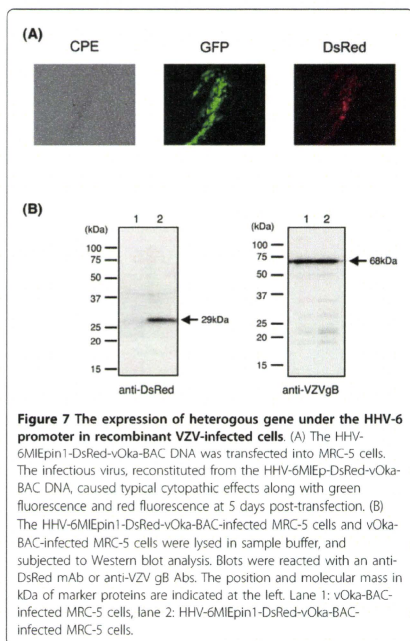 (A)
CPE GFP DsRed
(B)
1 2 1 2
(kDa) (kDa)
100 100
75 75
68kDa
50 50
37 37
29kDa
25 25
20 20
15 15
anti-DsRed anti-VZVgB
Figure 7 The expression of heterogous gene under the HHV-6
promoter in recombinant VZV-infected cells. (A) The HHV-
6MIEpin1-DsRed-vOka-BAC DNA was transfected into MRC-5 cells.
The infectious virus, reconstituted from the HHV-6MIEp-DsRed-vOka-
BAC DNA, caused typical cytopathic effects along with green
fluorescence and red fluorescence at 5 days post-transfection. (B)
The HHV-6MIEpin1-DsRed-vOka-BAC-infected MRC-5 cells and vOka-
BAC-infected MRC-5 cells were lysed in sample buffer, and
subjected to Western blot analysis. Blots were reacted with an anti-
DsRed mAb or anti-VZV gB Abs. The position and molecular mass in
kDa of marker proteins are indicated at the left. Lane 1: vOka-BAC-
infected MRC-5 cells, lane 2: HHV-6MIEpin1-DsRed-vOka-BAC-
infected MRC-5 cells.